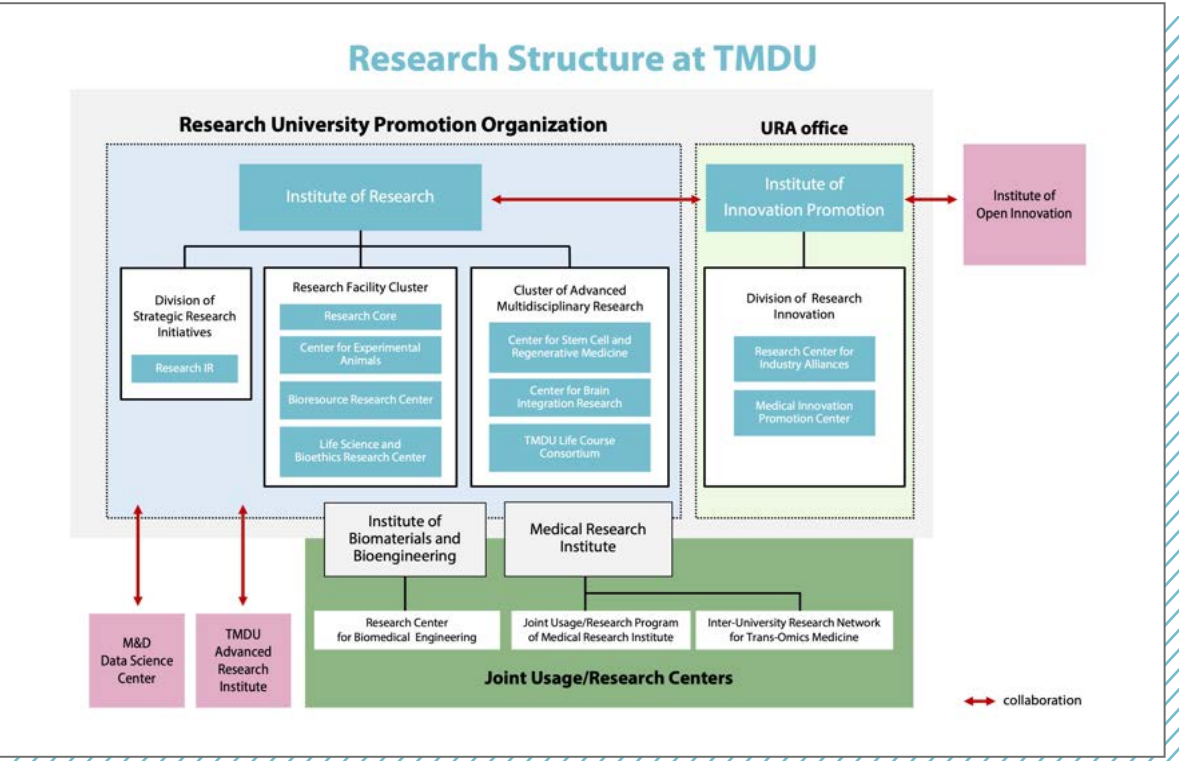 Research Structure at TMDU
Research University Promotion Organization
URA office
Institute of Research
Institute of
Innovation Promotion
Institute of
Open Innovation
Division of
Strategic Research
Initiatives
Research IR
Research Facility Cluster
Research Core
Center for Experimental
Animals
Bioresource Research Center
Life Science and
Bioethics Research Center
Cluster of Advanced
Multidisciplinary Research
Center for Stem Cell and
Regenerative Medicine
Center for Brain
Integration Research
TMDU Life Course
Consortium
Division of Research
Innovation
Research Center for
Industry Alliances
Medical Innovation
Promotion Center
Institute of
Biomaterials and
Bioengineering
Medical Research
Institute
M&D
Data Science
Center
TMDU
Advanced
Research
Institute
Research Center
for Biomedical Engineering
Joint Usage/Research Program
of Medical Research Institute
Inter-University Research Network
for Trans-Omics Medicine
Joint Usage/Research Centers
collaboration